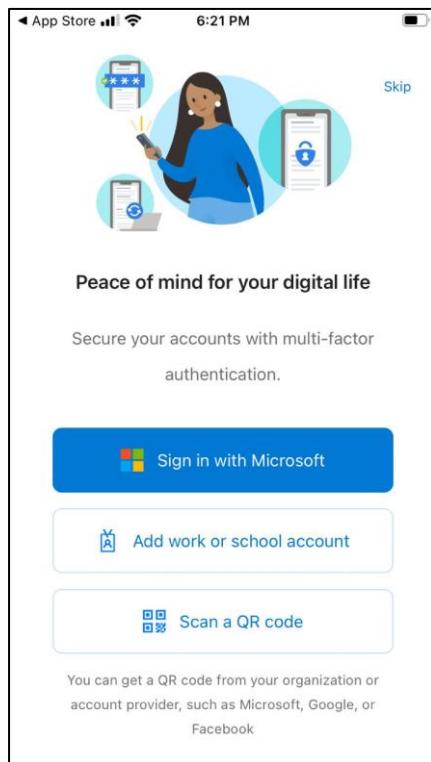 ◀ App Store 6:21 PM
* * * *
Skip
Peace of mind for your digital life
Secure your accounts with multi-factor
authentication.
Sign in with Microsoft
Add work or school account
Scan a QR code
You can get a QR code from your organization or
account provider, such as Microsoft, Google, or
Facebook